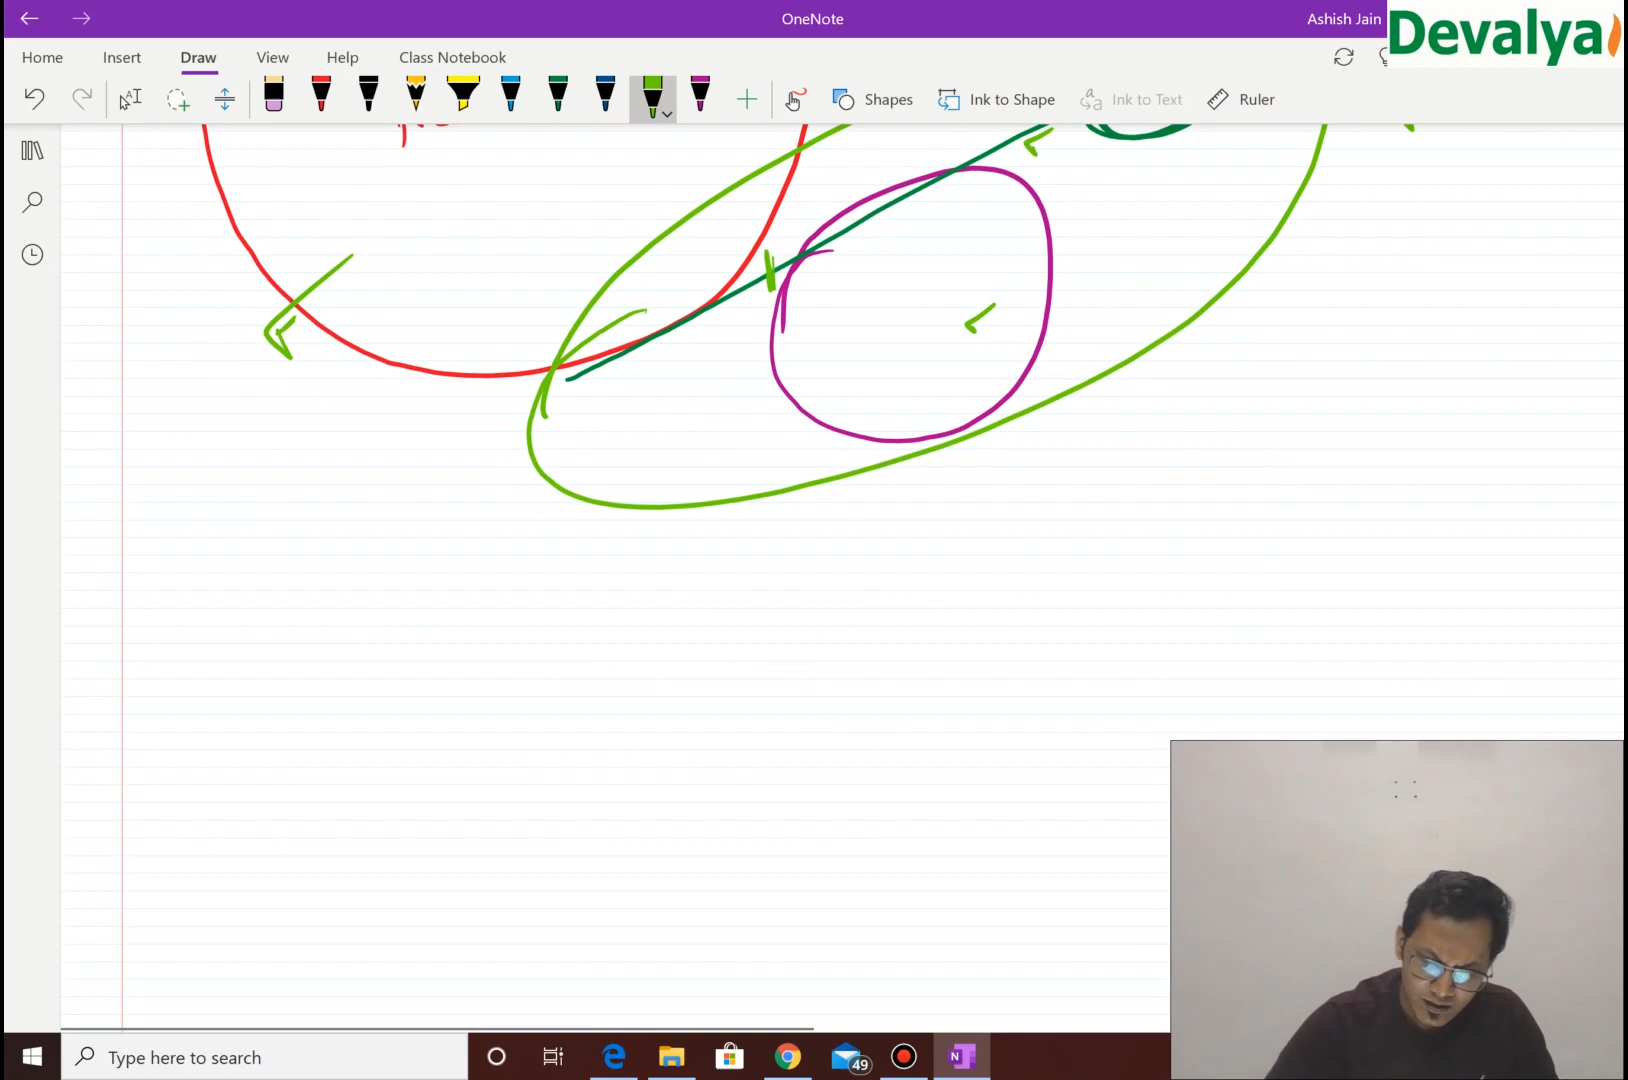 OneNote
Ashish Jain
Devalya
Home
Insert
Draw
View
Help
Class Notebook
Shapes
Ink to Shape
Ink to Text
Ruler
Type here to search
49
N